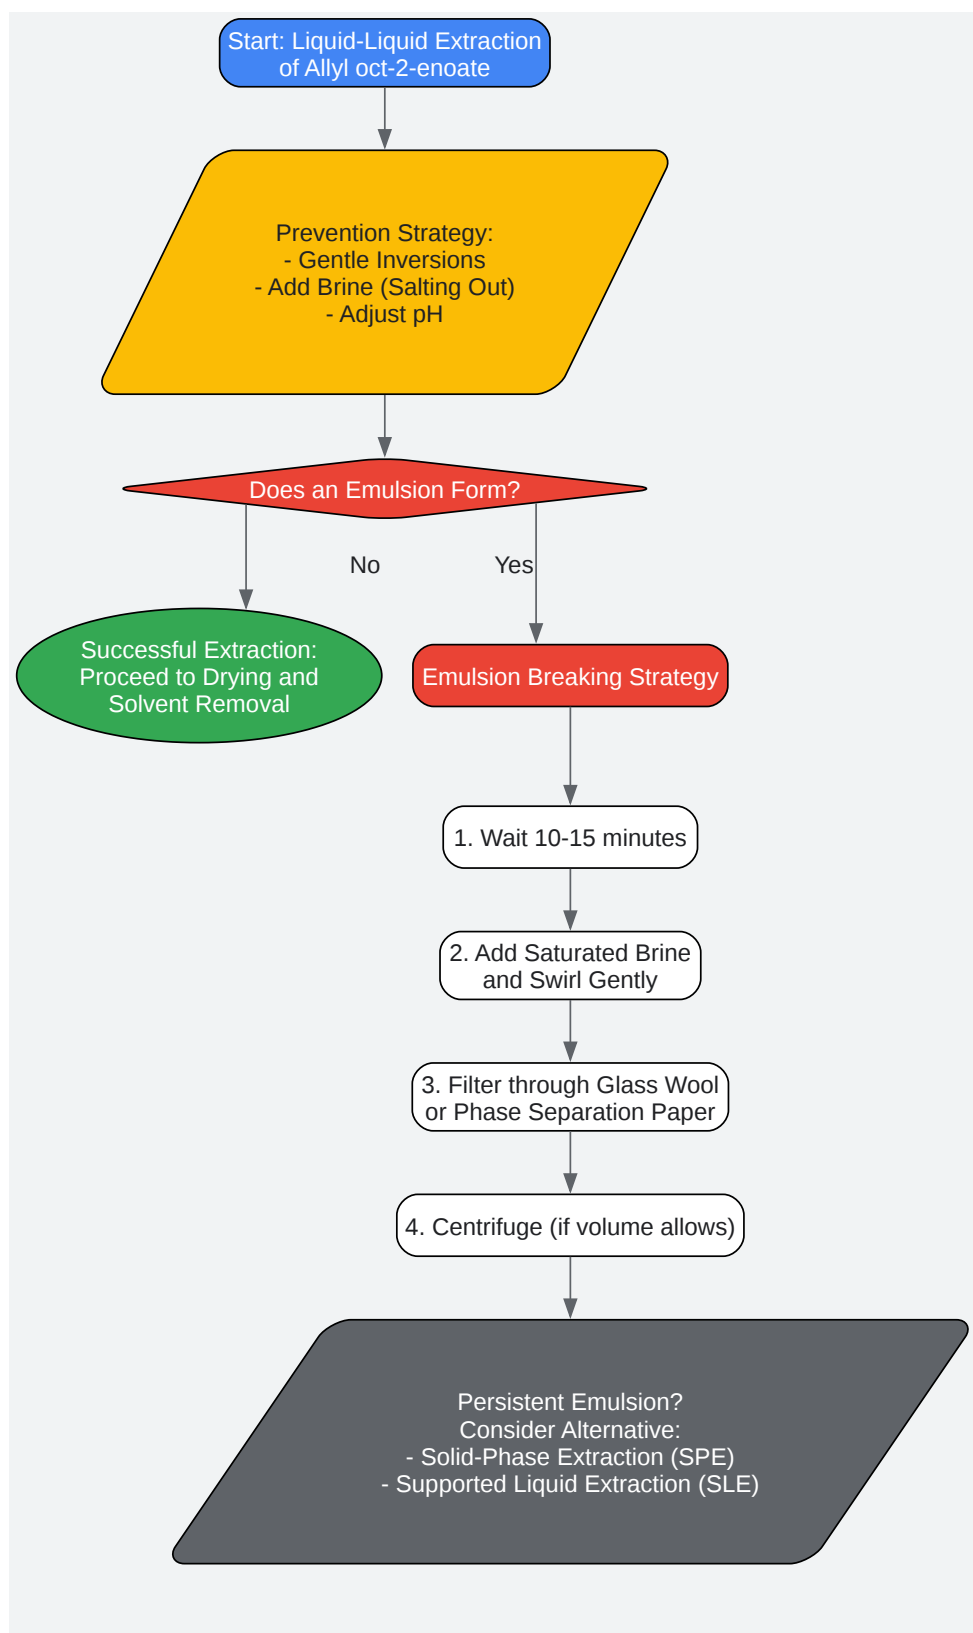 Start: Liquid-Liquid Extraction
of Allyl oct-2-enoate
Prevention Strategy:
- Gentle Inversions
- Add Brine (Salting Out)
- Adjust pH
Does an Emulsion Form?
No
Yes
Successful Extraction:
Proceed to Drying and
Solvent Removal
Emulsion Breaking Strategy
1. Wait 10-15 minutes
2. Add Saturated Brine
and Swirl Gently
3. Filter through Glass Wool
or Phase Separation Paper
4. Centrifuge (if volume allows)
Persistent Emulsion?
Consider Alternative:
- Solid-Phase Extraction (SPE)
- Supported Liquid Extraction (SLE)